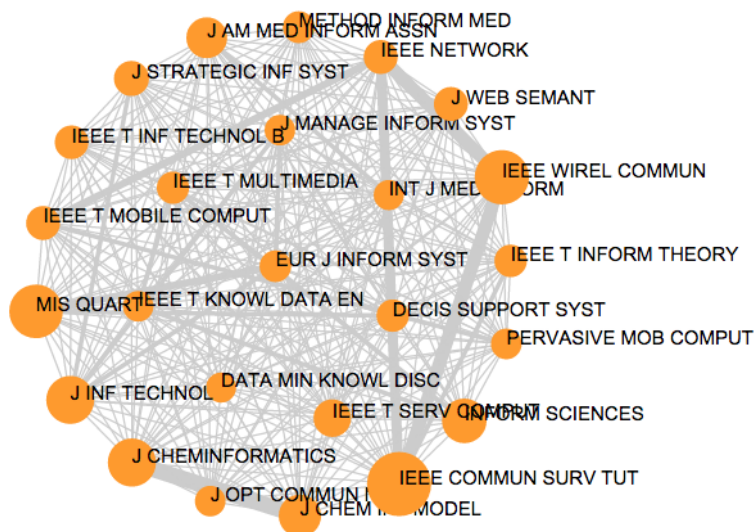 METHOD INFORM MED
J AM MED INFORM ASSN
IEEE NETWORK
J STRATEGIC INF SYST
J WEB SEMANT
J MANAGE INFORM SYST
IEEE T INF TECHNOL B
IEEE WIREL COMMUN
IEEE T MULTIMEDIA
INT J MED INFORM
IEEE T MOBILE COMPUT
EUR J INFORM SYST
IEEE T INFORM THEORY
MIS QUART
IEEE T KNOWL DATA EN
DECIS SUPPORT SYST
PERVASIVE MOB COMPUT
DATA MIN KNOWL DISC
J INF TECHNOL
IEEE T SERV COMPUT
INFORM SCIENCES
J CHEMINFORMATICS
IEEE COMMUN SURV TUT
J OPT COMMUN
J CHEM INF MODEL